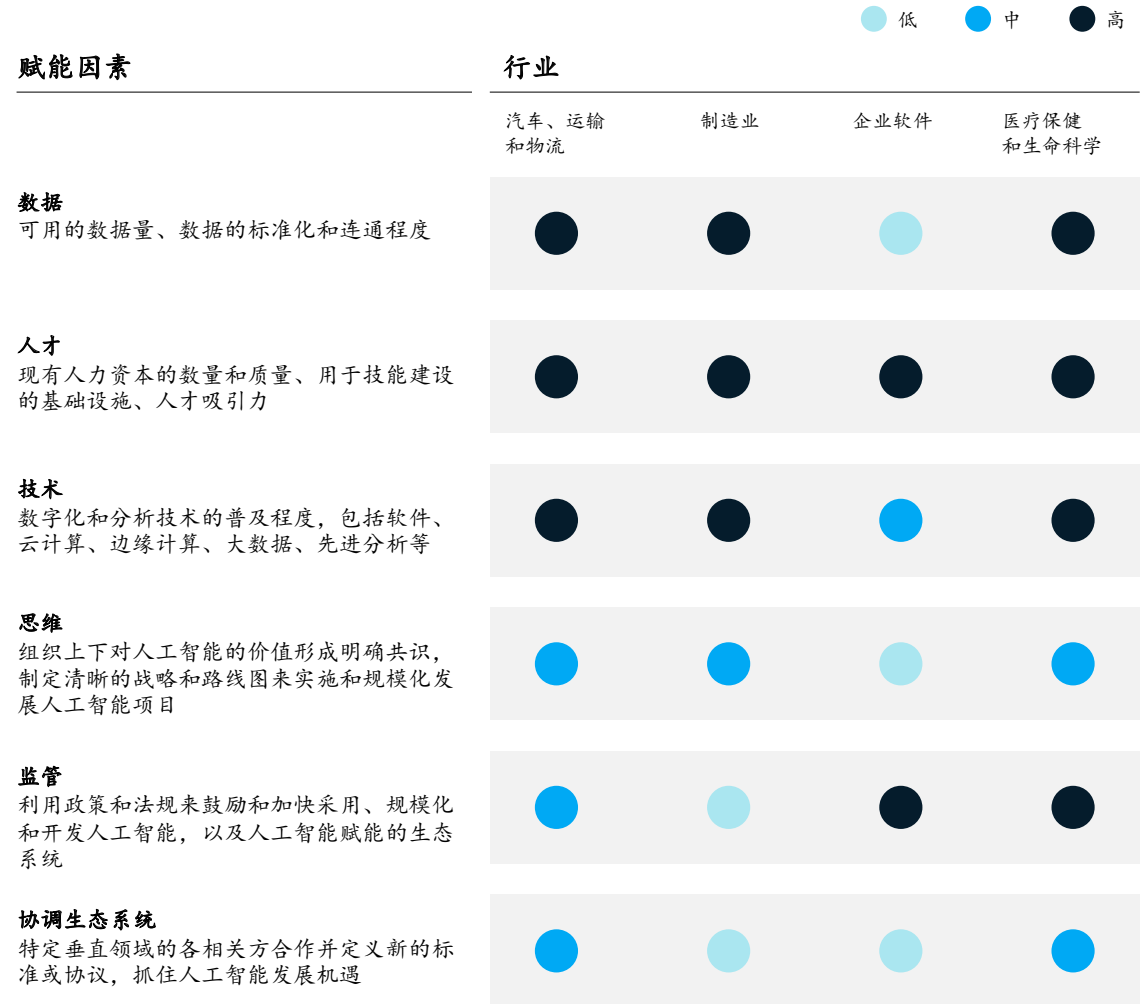 低
中
高
赋能因素
行业
汽车、运输
和物流
制造业
企业软件
医疗保健
和生命科学
数据
可用的数据量、数据的标准化和连通程度
人才
现有人力资本的数量和质量、用于技能建设
的基础设施、人才吸引力
技术
数字化和分析技术的普及程度，包括软件、
云计算、边缘计算、大数据、先进分析等
思维
组织上下对人工智能的价值形成明确共识，
制定清晰的战略和路线图来实施和规模化发
展人工智能项目
监管
利用政策和法规来鼓励和加快采用、规模化
和开发人工智能，以及人工智能赋能的生态
系统
协调生态系统
特定垂直领域的各相关方合作并定义新的标
准或协议，抓住人工智能发展机遇